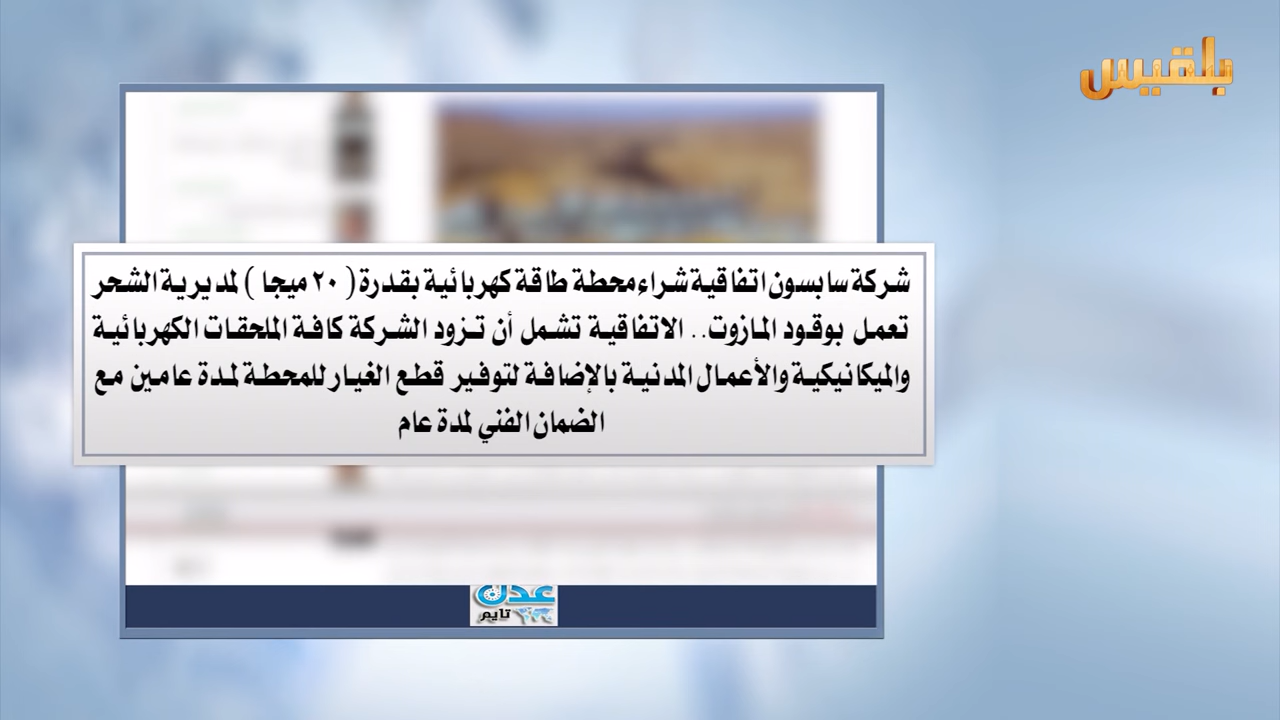 بلقيس
شركة سابسون اتفاقية شراء محطة طاقة كهربائية بقدرة ( ٢٠ ميجا ) لمديرية الشحر
تعمل بوقود المازوت.. الاتفاقية تشمل أن تزود الشركة كافة الملحقات الكهربائية
والميكانيكية والأعمال المدنية بالإضافة لتوفير قطع الغيار للمحطة لمدة عامين مع
الضمان الفني لمدة عام
عدن
تايم